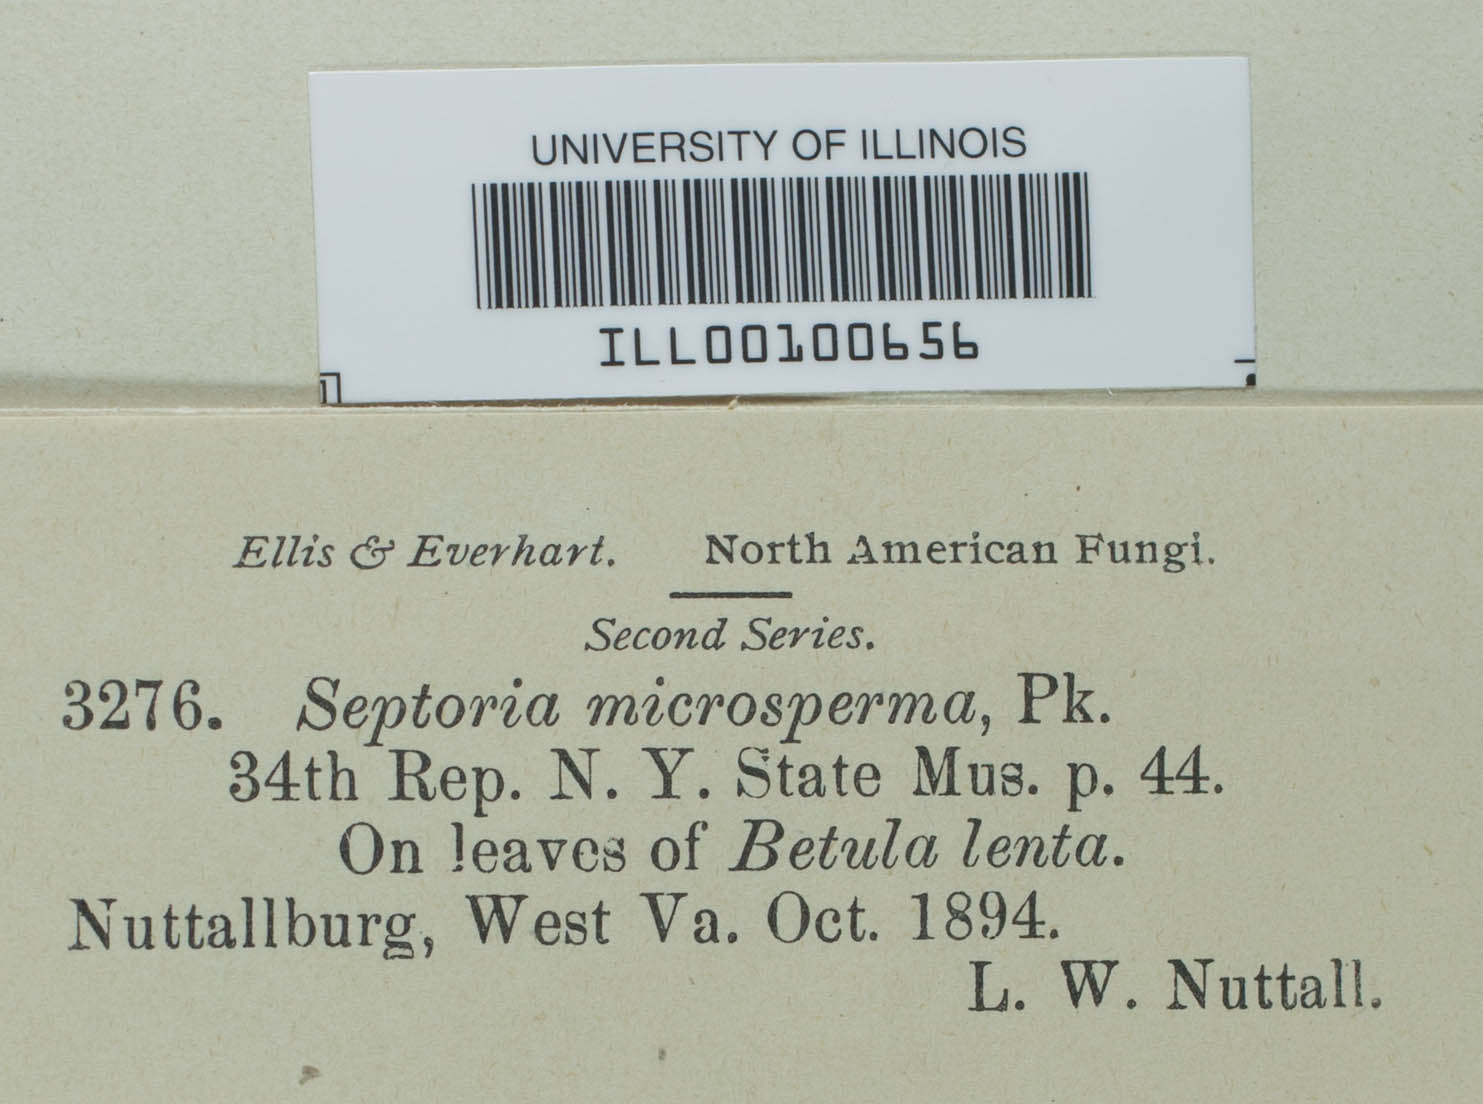 UNIVERSITY OF ILLINOIS
ILL00100656
Ellis & Everhart. North American Fungi.
Second Series.
3276. Septoria microsperma, Pk.
34th Rep. N. Y. State Mus. p. 44.
On leaves of Betula lenta.
Nuttallburg, West Va. Oct. 1894.
L. W. Nuttall.